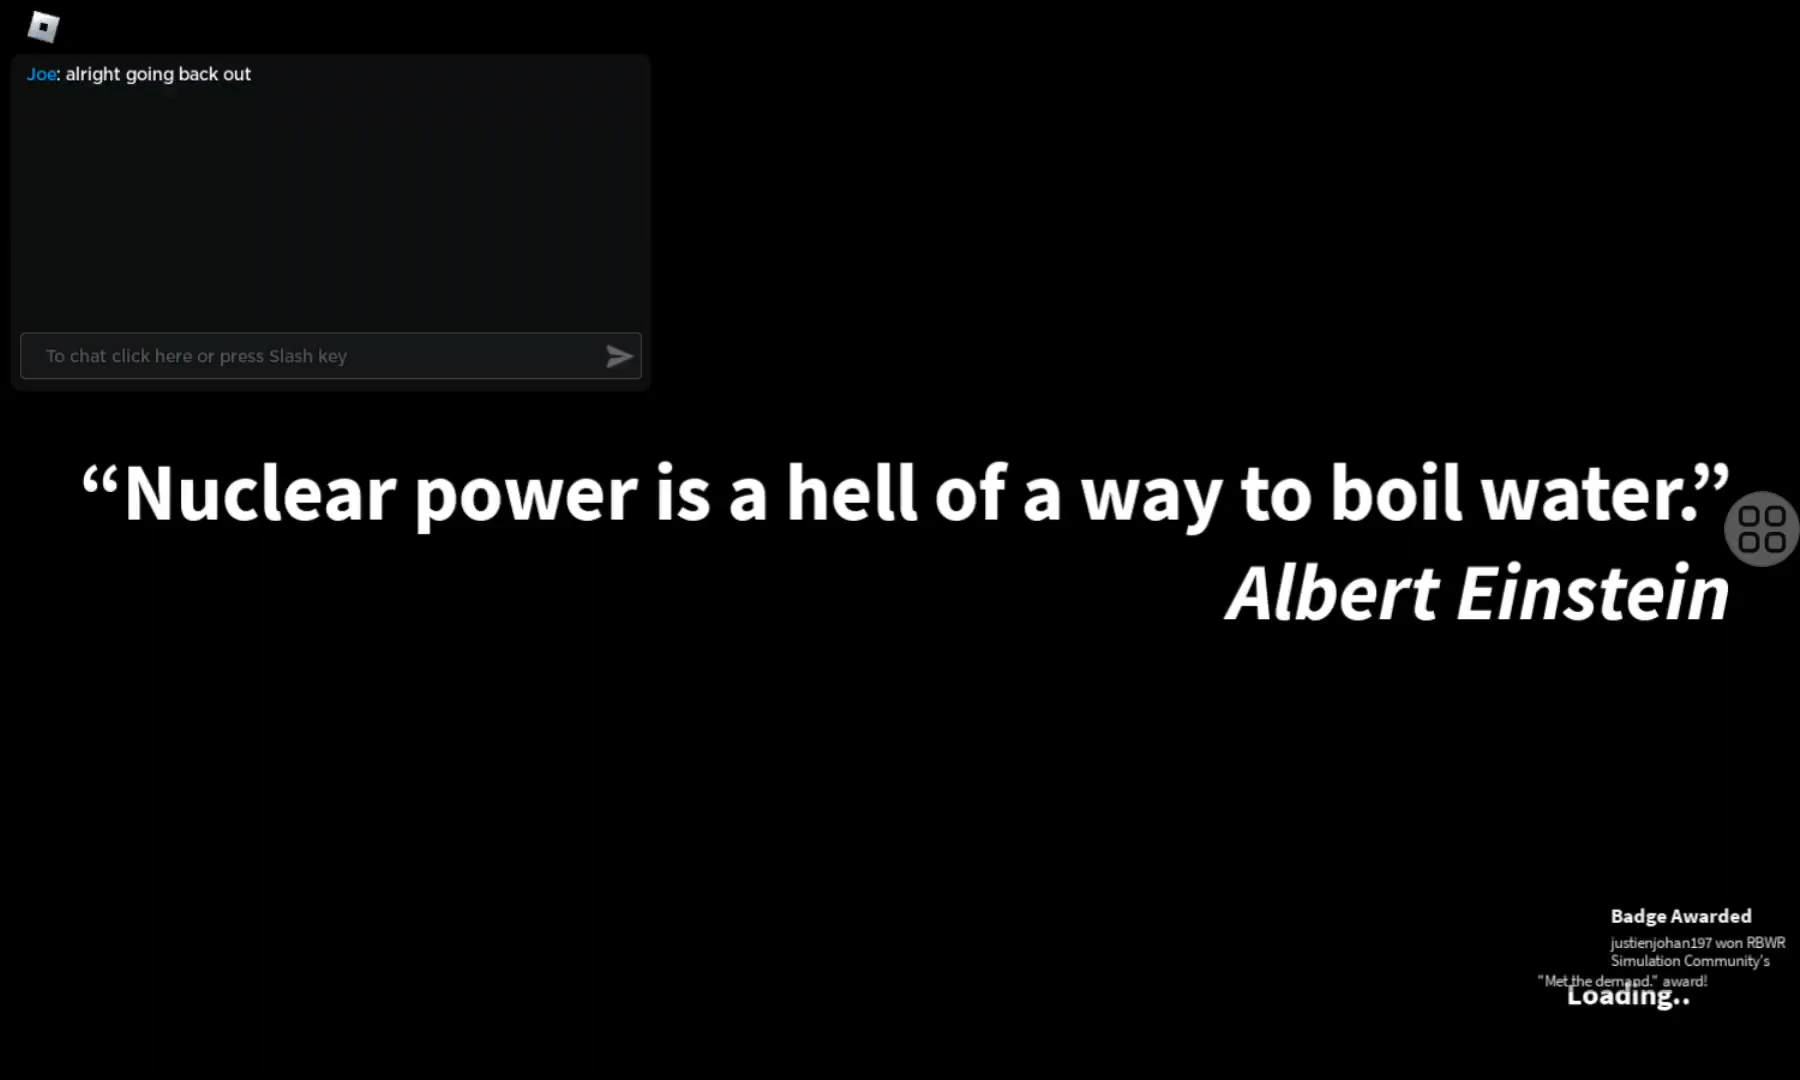 Joe: alright going back out
To chat click here or press Slash key
“Nuclear power is a hell of a way to boil water.”
Albert Einstein
Badge Awarded
justienjohan197 won RBWR
Simulation Community's
"Met the demand." award!
Loading..